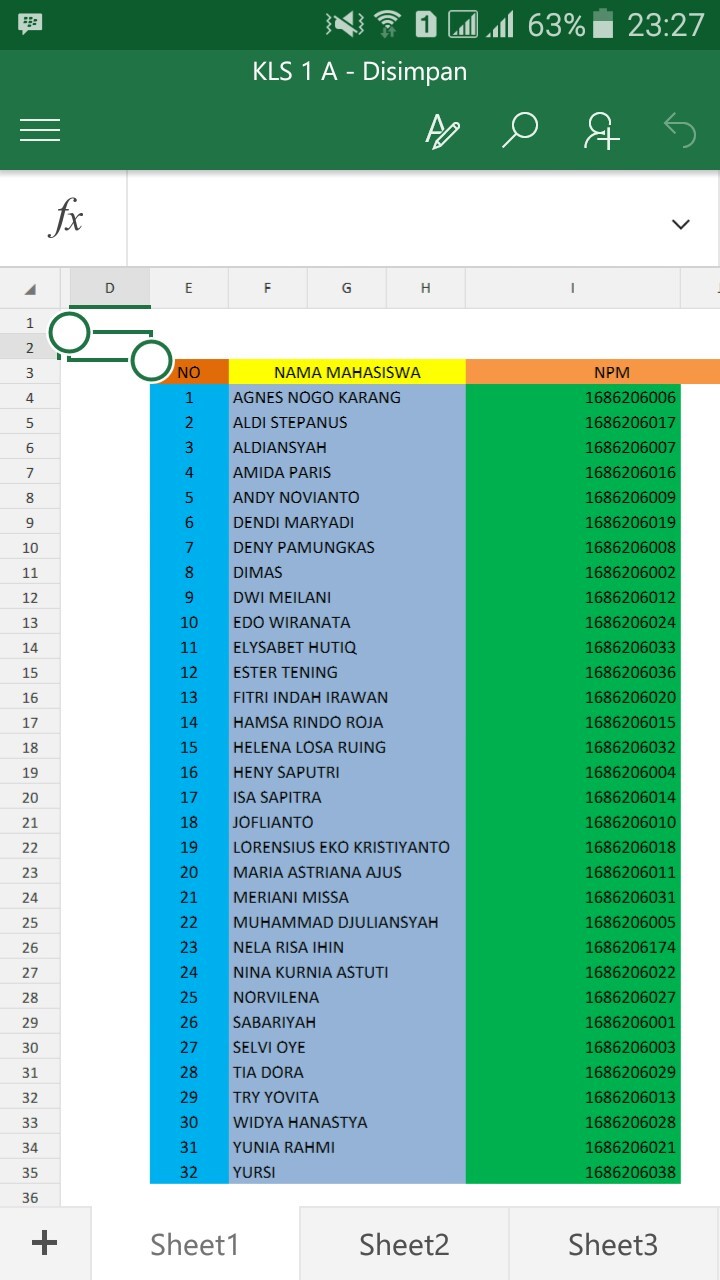 1 63% 23:27
KLS 1 A - Disimpan
fx
D E F G H I
1
2
3 NO NAMA MAHASISWA NPM
4 1 AGNES NOGO KARANG 1686206006
5 2 ALDI STEPANUS 1686206017
6 3 ALDIANSYAH 1686206007
7 4 AMIDA PARIS 1686206016
8 5 ANDY NOVIANTO 1686206009
9 6 DENDI MARYADI 1686206019
10 7 DENY PAMUNGKAS 1686206008
11 8 DIMAS 1686206002
12 9 DWI MEILANI 1686206012
13 10 EDO WIRANATA 1686206024
14 11 ELYSABET HUTIQ 1686206033
15 12 ESTER TENING 1686206036
16 13 FITRI INDAH IRAWAN 1686206020
17 14 HAMSA RINDO ROJA 1686206015
18 15 HELENA LOSA RUING 1686206032
19 16 HENY SAPUTRI 1686206004
20 17 ISA SAPITRA 1686206014
21 18 JOFLIANTO 1686206010
22 19 LORENSIUS EKO KRISTIYANTO 1686206018
23 20 MARIA ASTRIANA AJUS 1686206011
24 21 MERIANI MISSA 1686206031
25 22 MUHAMMAD DJULIANSYAH 1686206005
26 23 NELA RISA IHIN 1686206174
27 24 NINA KURNIA ASTUTI 1686206022
28 25 NORVILENA 1686206027
29 26 SABARIYAH 1686206001
30 27 SELVI OYE 1686206003
31 28 TIA DORA 1686206029
32 29 TRY YOVITA 1686206013
33 30 WIDYA HANASTYA 1686206028
34 31 YUNIA RAHMI 1686206021
35 32 YURSI 1686206038
36
+ Sheet1 Sheet2 Sheet3